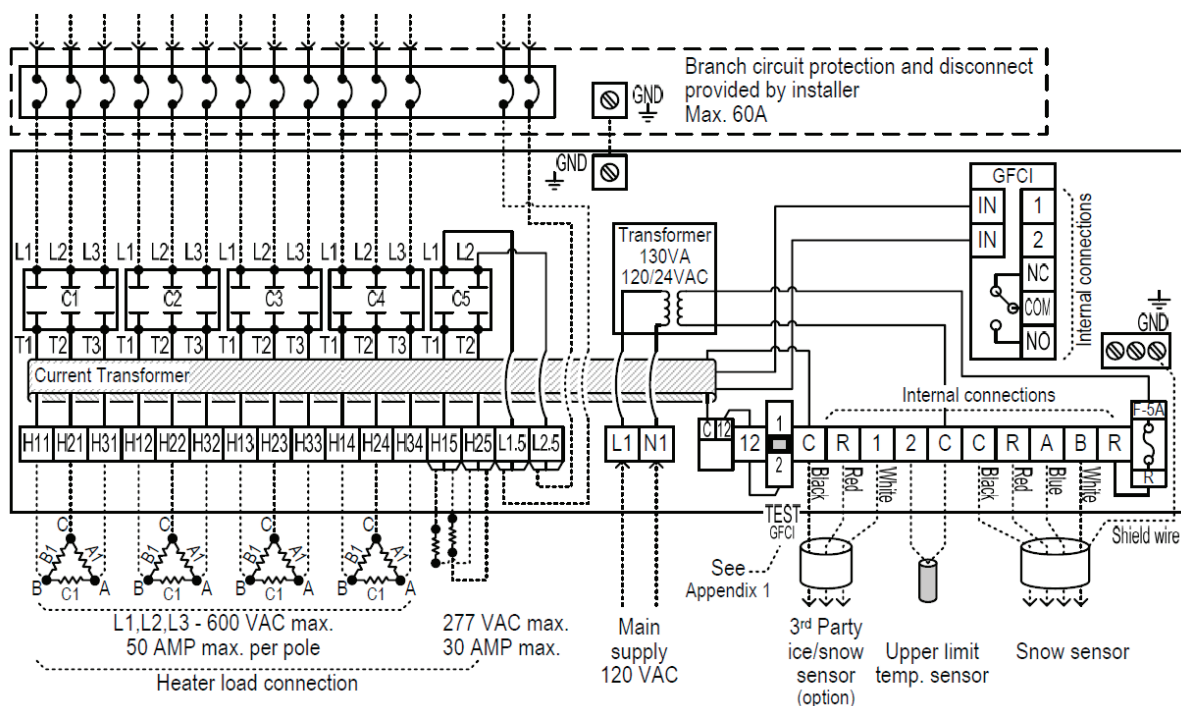 Branch circuit protection and disconnect
provided by installer
Max. 60A
GND
GND
GFCI
IN 1
IN 2
NC
COM
NO
Internal connections
GND
Transformer
130VA
120/24VAC
L1 L2 L3 L1 L2 L3 L1 L2 L3 L1 L2 L3 L1 L2
C1 C2 C3 C4 C5
T1 T2 T3 T1 T2 T3 T1 T2 T3 T1 T2 T3 T1 T2
Current Transformer
Internal connections
F-5A
H11 H21 H31 H12 H22 H32 H13 H23 H33 H14 H24 H34 H15 H25 L1.5 L2.5 L1 N1
C 12
12
1
2
C R 1 2 C C R A B R
R
Black Red White Black Red Blue White
TEST
GFCI
Shield wire
C C C C
B1 A1 B1 A1 B1 A1 B1 A1
B C1 A B C1 A B C1 A B C1 A
See
Appendix 1
L1,L2,L3 - 600 VAC max.
50 AMP max. per pole
277 VAC max.
30 AMP max.
Heater load connection
Main
supply
120 VAC
3rd Party
ice/snow
sensor
(option)
Upper limit
temp. sensor
Snow sensor